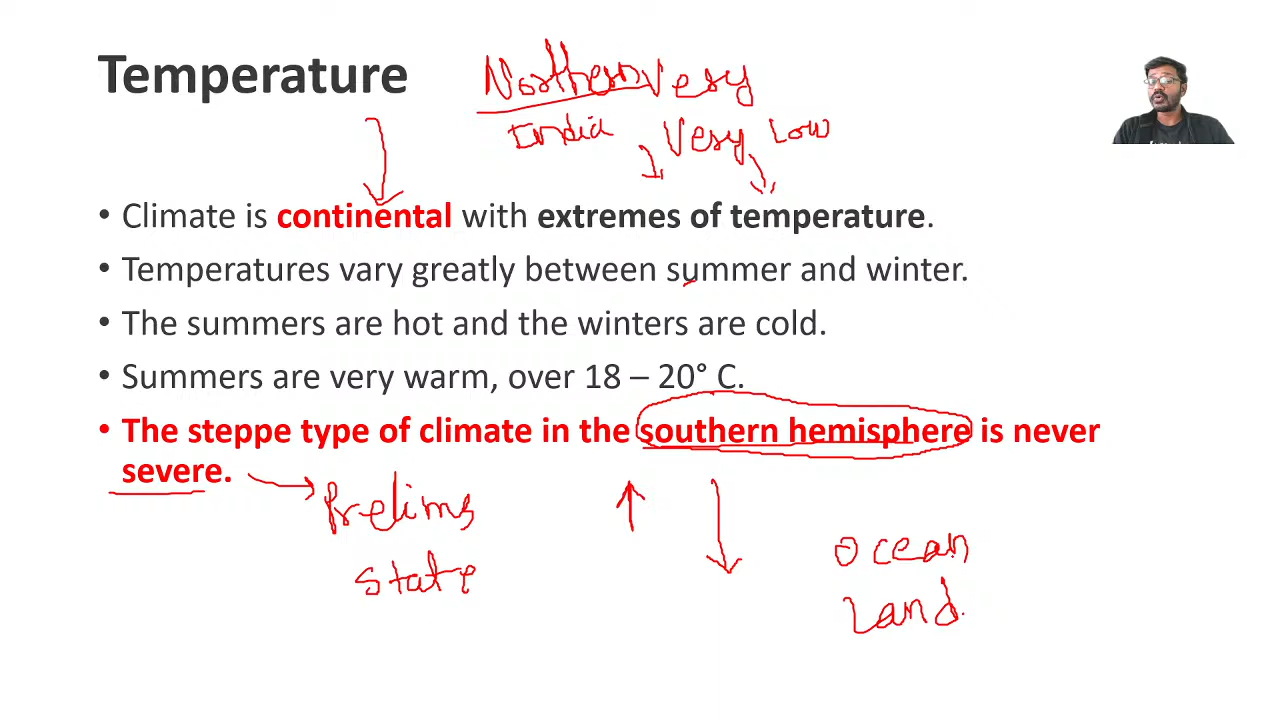 Temperature
Northern Very
India Very Low
• Climate is continental with extremes of temperature.
• Temperatures vary greatly between summer and winter.
• The summers are hot and the winters are cold.
• Summers are very warm, over 18 – 20° C.
• The steppe type of climate in the southern hemisphere is never
severe.
Prelims
State
ocean
Land